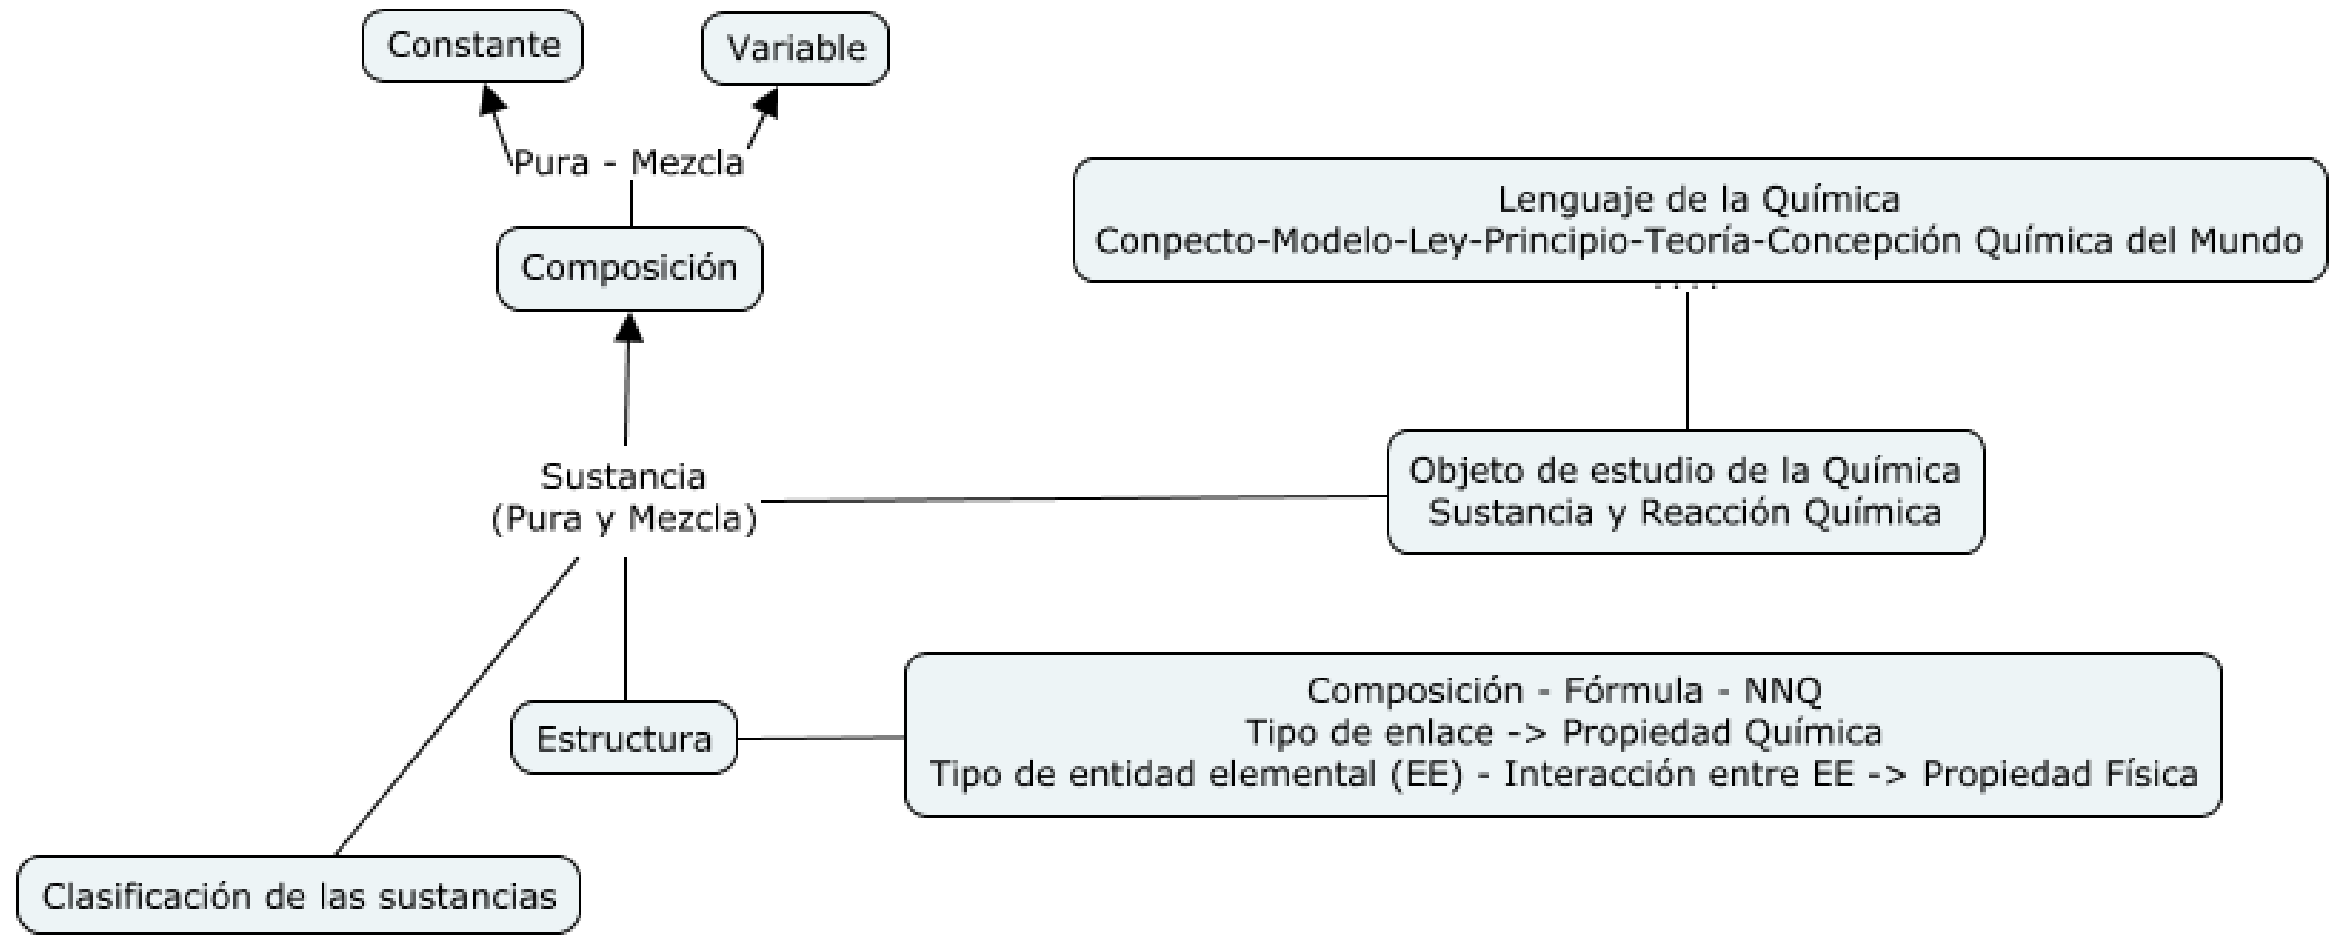 Constante
Variable
Pura - Mezcla
Composición
Lenguaje de la Química
Conpecto-Modelo-Ley-Principio-Teoría-Concepción Química del Mundo
. . . .
Sustancia
(Pura y Mezcla)
Objeto de estudio de la Química
Sustancia y Reacción Química
Estructura
Composición - Fórmula - NNQ
Tipo de enlace -> Propiedad Química
Tipo de entidad elemental (EE) - Interacción entre EE -> Propiedad Física
Clasificación de las sustancias